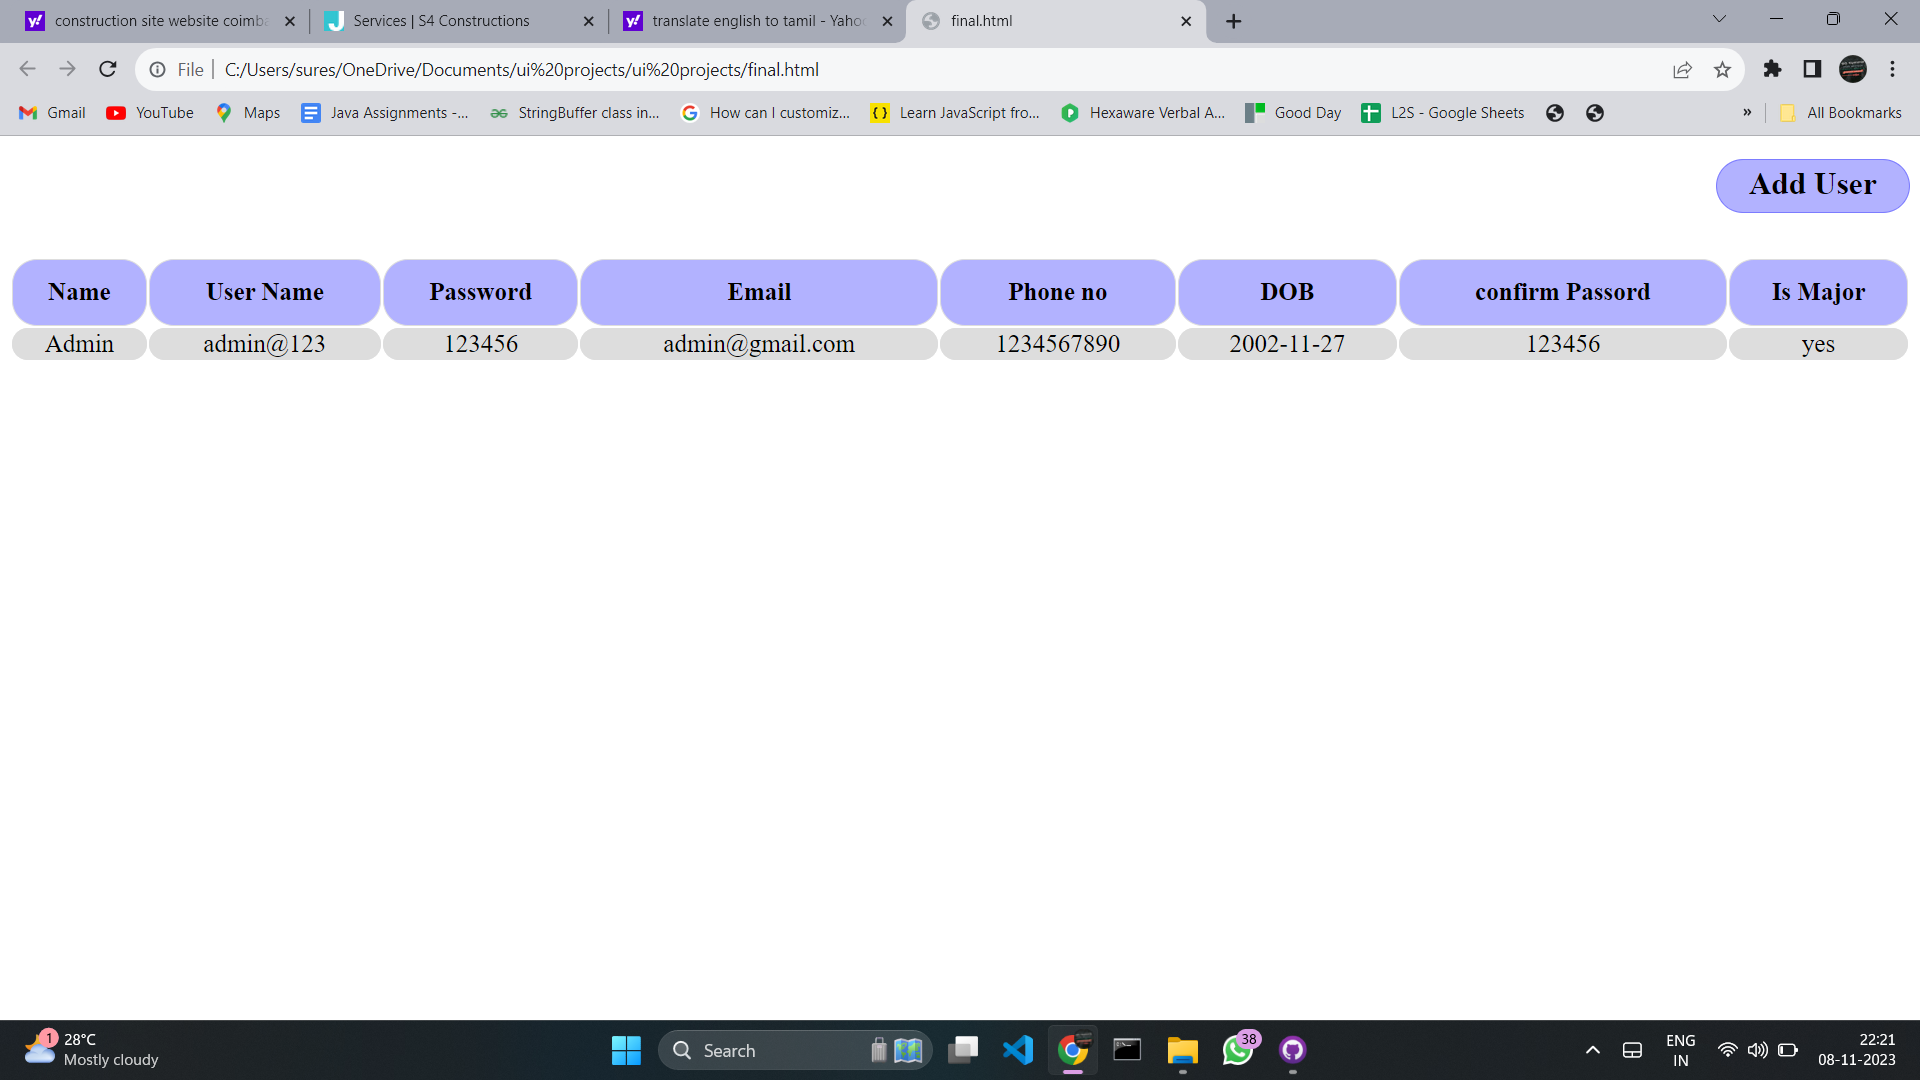 construction site website coimba
Services | S4 Constructions
translate english to tamil - Yahoo
final.html
File
C:/Users/sures/OneDrive/Documents/ui%20projects/ui%20projects/final.html
Gmail
YouTube
Maps
Java Assignments -...
StringBuffer class in...
How can I customiz...
Learn JavaScript fro...
Hexaware Verbal A...
Good Day
L2S - Google Sheets
»
All Bookmarks
Add User
Name User Name Password Email Phone no DOB confirm Passord Is Major
Admin admin@123 123456 admin@gmail.com 1234567890 2002-11-27 123456 yes
1
28°C
Mostly cloudy
Search
38
ENG
IN
22:21
08-11-2023